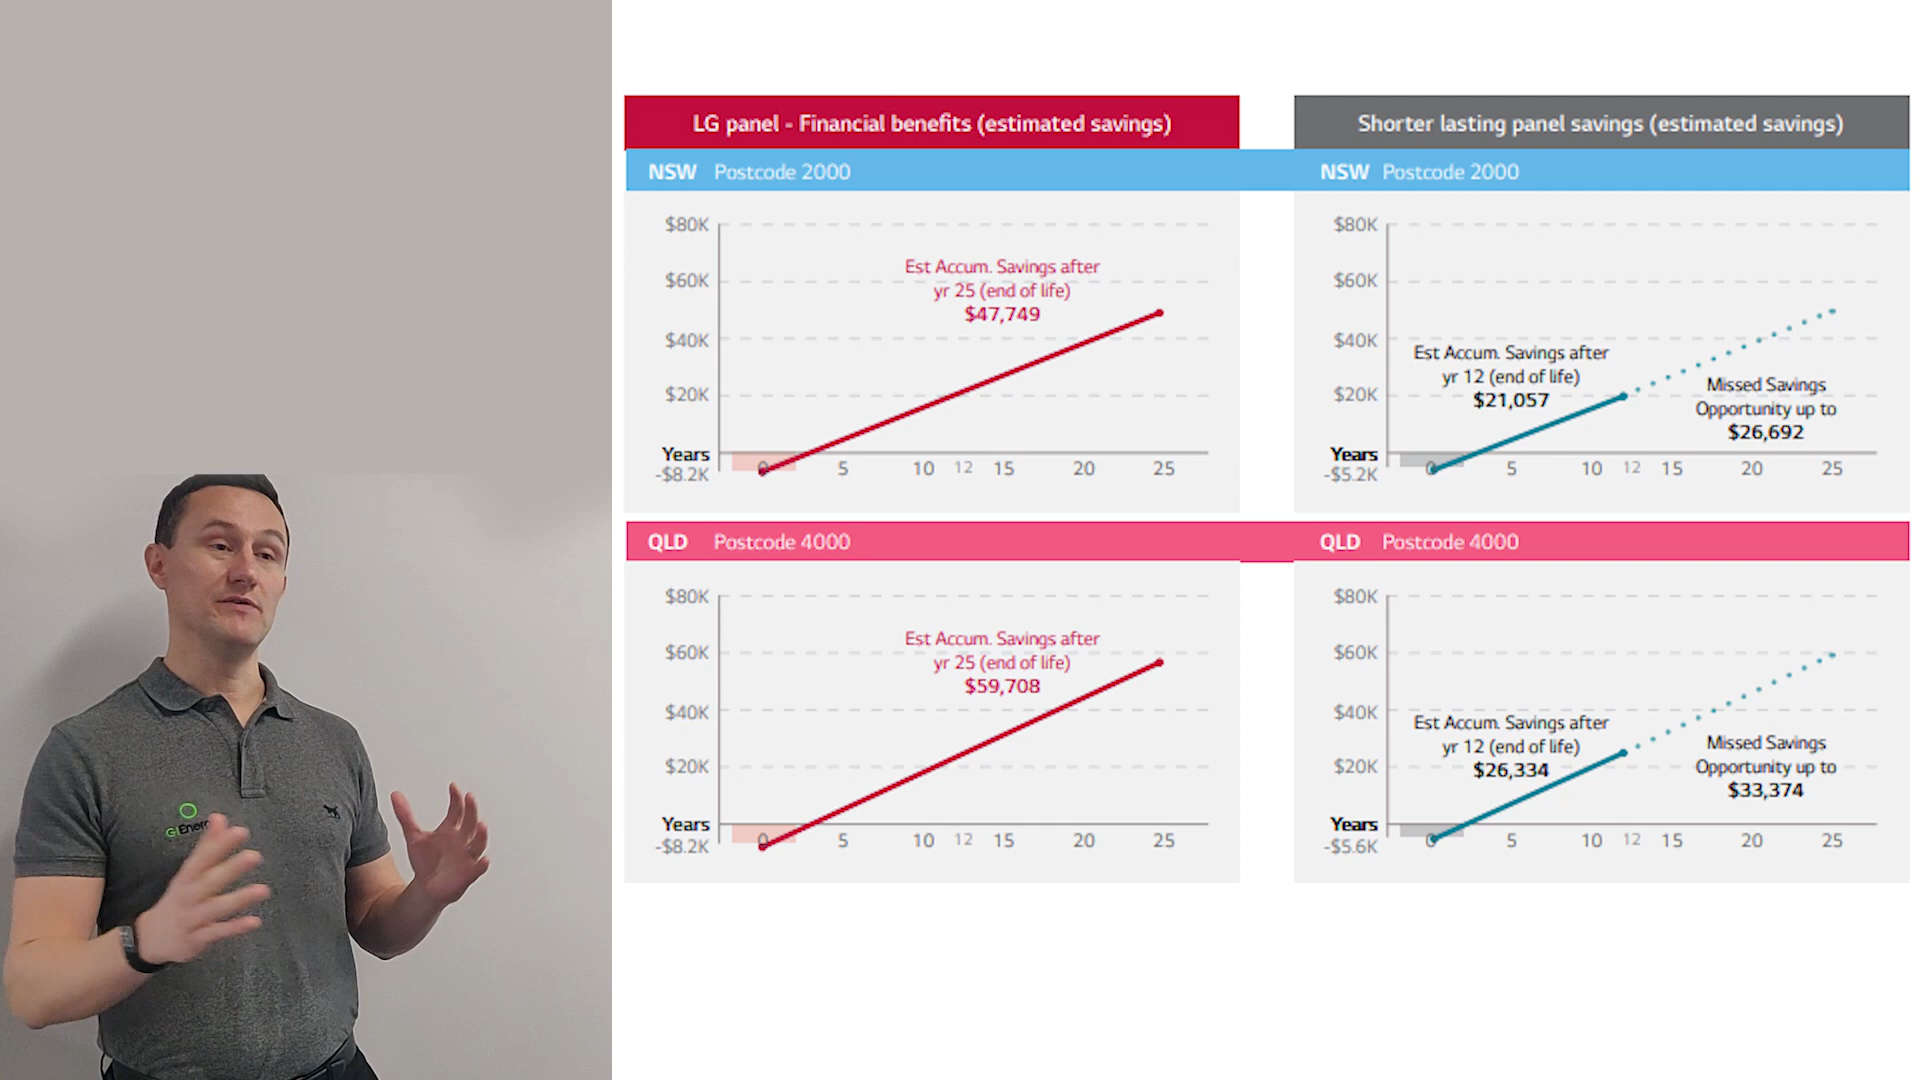 LG panel - Financial benefits (estimated savings)
Shorter lasting panel savings (estimated savings)
NSW Postcode 2000
NSW Postcode 2000
$80K
$60K
$40K
$20K
Years
-$8.2K
Est Accum. Savings after
yr 25 (end of life)
$47,749
0 5 10 12 15 20 25
$80K
$60K
$40K
$20K
Years
-$5.2K
Est Accum. Savings after
yr 12 (end of life)
$21,057
Missed Savings
Opportunity up to
$26,692
0 5 10 12 15 20 25
QLD Postcode 4000
QLD Postcode 4000
$80K
$60K
$40K
$20K
Years
-$8.2K
Est Accum. Savings after
yr 25 (end of life)
$59,708
0 5 10 12 15 20 25
$80K
$60K
$40K
$20K
Years
-$5.6K
Est Accum. Savings after
yr 12 (end of life)
$26,334
Missed Savings
Opportunity up to
$33,374
0 5 10 12 15 20 25